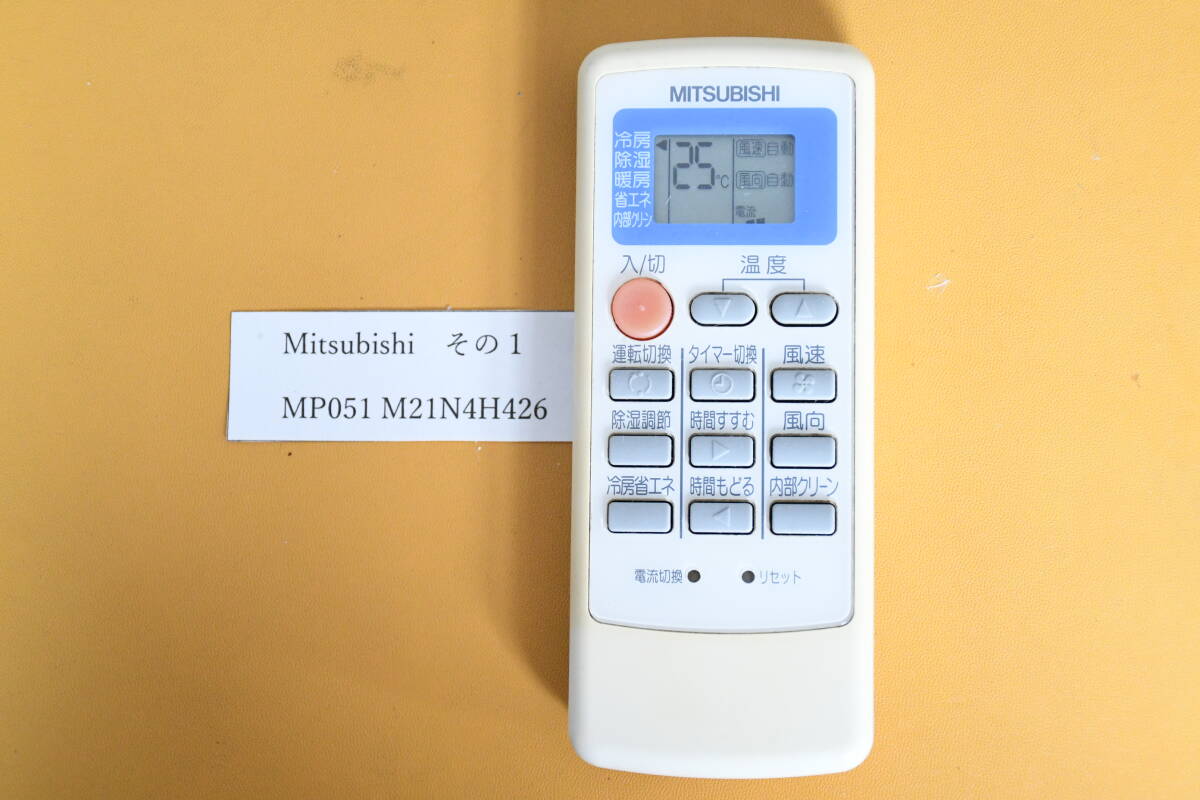 MITSUBISHI
冷房
除湿
暖房
省エネ
内部クリーン
25℃
風速 自動
風向 自動
電流
入/切 温度
運転切換 タイマー切換 風速
除湿調節 時間すすむ 風向
冷房省エネ 時間もどる 内部クリーン
電流切換 リセット
Mitsubishi その1
MP051 M21N4H426